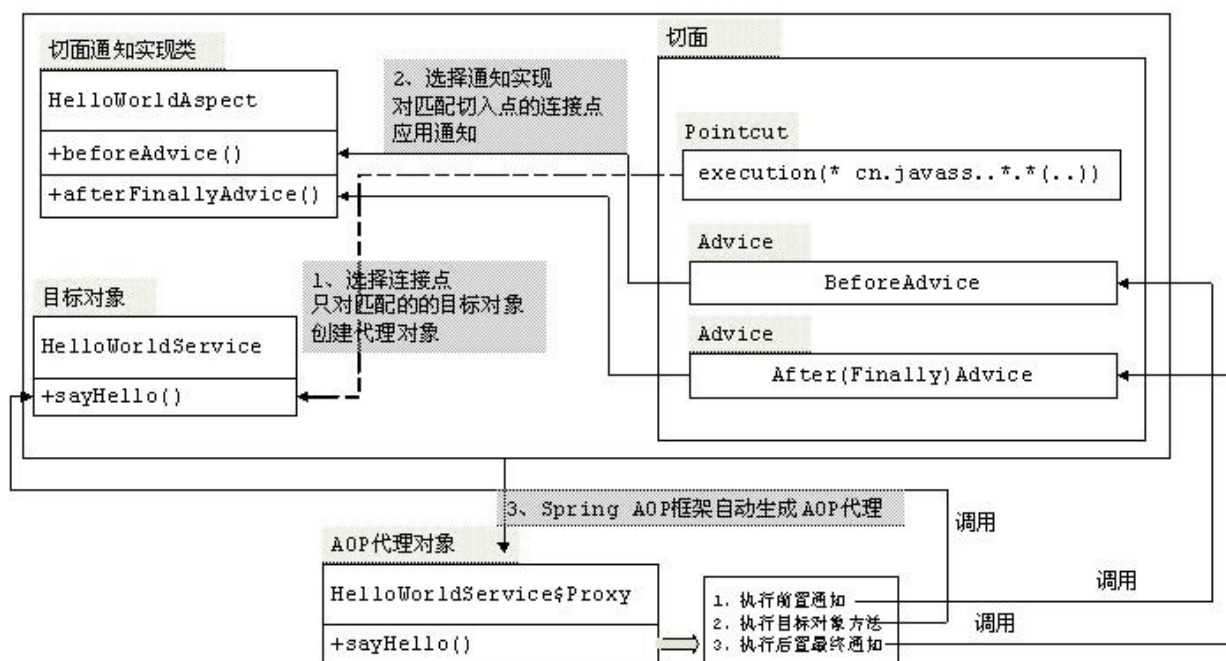 切面通知实现类
HelloWorldAspect
+beforeAdvice()
+afterFinallyAdvice()
2、选择通知实现
对匹配切入点的连接点
应用通知
切面
Pointcut
execution(* cn.javass..*.*(..))
Advice
BeforeAdvice
Advice
After(Finally)Advice
1、选择连接点
只对匹配的的目标对象
创建代理对象
目标对象
HelloWorldService
+sayHello()
3、Spring AOP框架自动生成AOP代理
调用
AOP代理对象
HelloWorldService$Proxy
+sayHello()
1. 执行前置通知
2. 执行目标对象方法
3. 执行后置最终通知
调用
调用